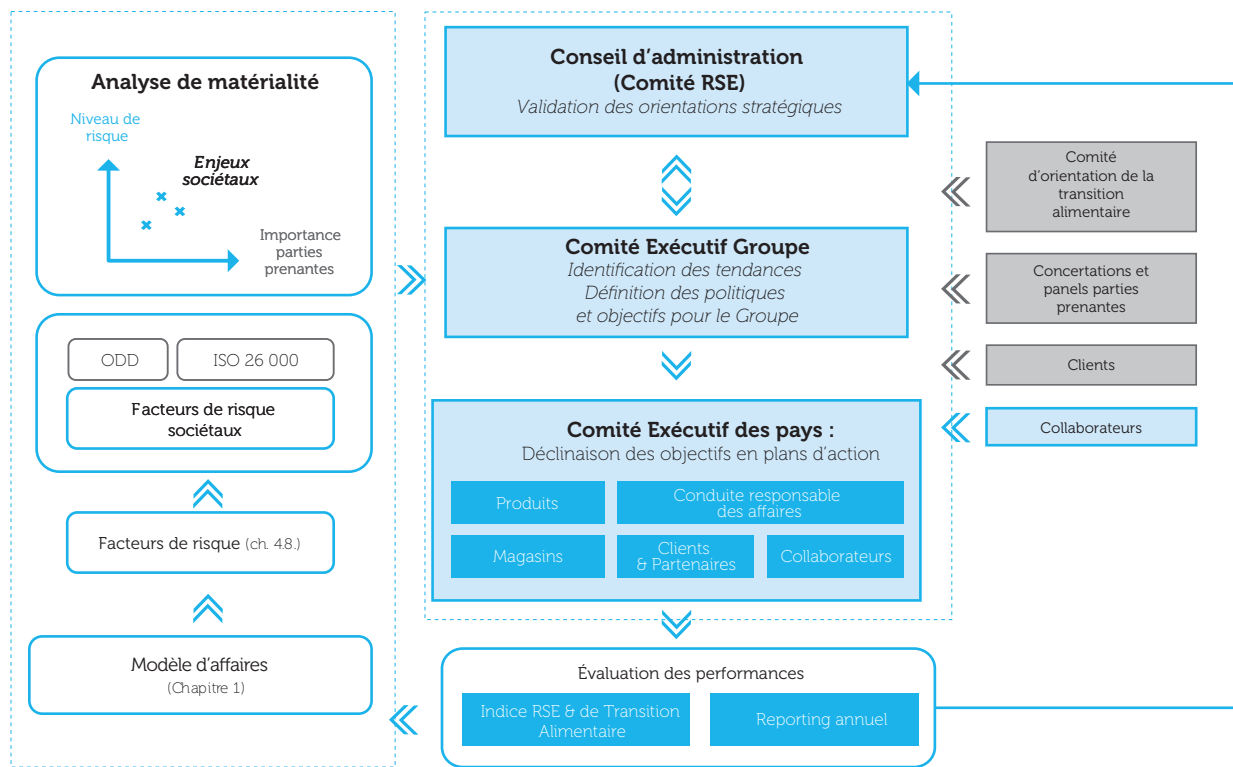 Analyse de matérialité
Niveau de
risque
Enjeux
sociétaux
Importance
parties
prenantes
ODD
ISO 26 000
Facteurs de risque
sociétaux
Facteurs de risque (ch. 4.8.)
Modèle d'affaires
(Chapitre 1)
Conseil d'administration
(Comité RSE)
Validation des orientations stratégiques
Comité Exécutif Groupe
Identification des tendances
Définition des politiques
et objectifs pour le Groupe
Comité Exécutif des pays :
Déclinaison des objectifs en plans d'action
Produits
Conduite responsable
des affaires
Magasins
Clients
& Partenaires
Collaborateurs
Évaluation des performances
Indice RSE & de Transition
Alimentaire
Reporting annuel
Comité
d'orientation de la
transition
alimentaire
Concertations et
panels parties
prenantes
Clients
Collaborateurs